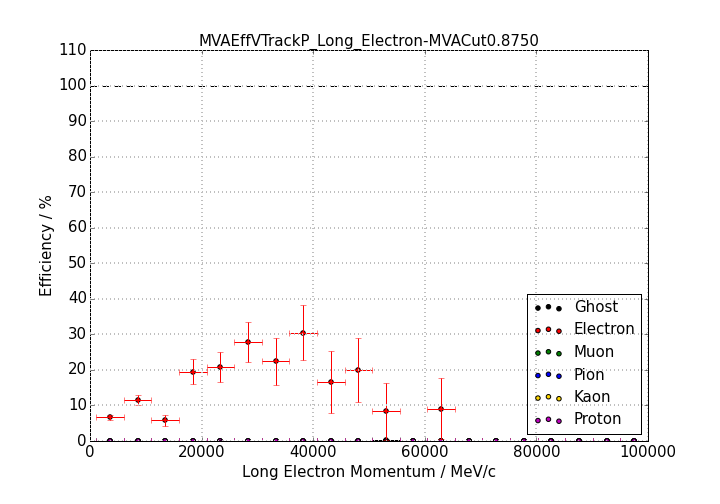 MVAEffVTrackP_Long_Electron-MVACut0.8750
110
100
90
80
70
60
50
40
30
20
10
0
Efficiency / %
Ghost
Electron
Muon
Pion
Kaon
Proton
0 20000 40000 60000 80000 100000
Long Electron Momentum / MeV/c